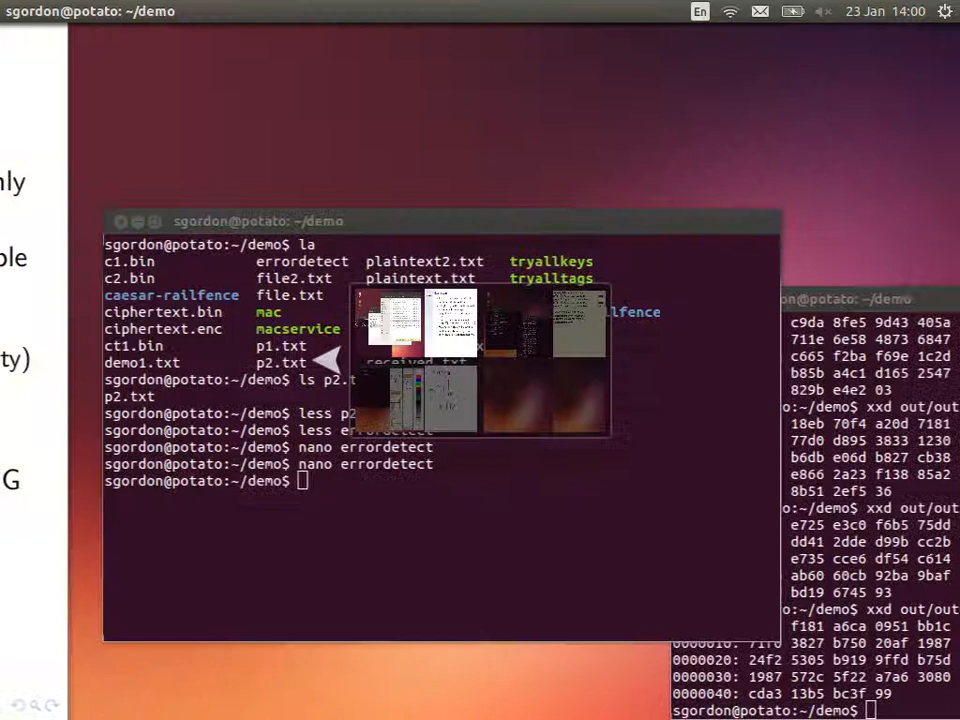 sgordon@potato: ~/demo
En
23 Jan 14:00
nly
ble
ty)
G
sgordon@potato: ~/demo
sgordon@potato:~/demo$ la
c1.bin errordetect plaintext2.txt tryallkeys
c2.bin file2.txt plaintext.txt tryalltags
caesar-railfence file.txt lfence
ciphertext.bin mac
ciphertext.enc macservice
ct1.bin p1.txt x
demo1.txt p2.txt received.txt
sgordon@potato:~/demo$ ls p2.t
p2.txt
sgordon@potato:~/demo$ less p2
sgordon@potato:~/demo$ less errordetect
sgordon@potato:~/demo$ nano errordetect
sgordon@potato:~/demo$ nano errordetect
sgordon@potato:~/demo$
don@potato: ~/demo
c9da 8fe5 9d43 405a
711e 6e58 4873 6847
c665 f2ba f69e 1c2d
b85b a4c1 d165 2547
829b e4e2 03
:~/demo$ xxd out/out
18eb 70f4 a20d 7181
77d0 d895 3833 1230
b6db e06d b827 cb38
e866 2a23 f138 85a2
8b51 2ef5 36
:~/demo$ xxd out/out
e725 e3c0 f6b5 75dd
dd41 2dde d99b cc2b
e735 cce6 df54 c614
ab60 60cb 92ba 9baf
bd19 6745 93
:~/demo$ xxd out/out
f181 a6ca 0951 bb1c
0000010: 71f0 3827 b750 20af 1987
0000020: 24f2 5305 b919 9ffd b75d
0000030: 1987 572c 5f22 a7a6 3080
0000040: cda3 13b5 bc3f 99
sgordon@potato:~/demo$